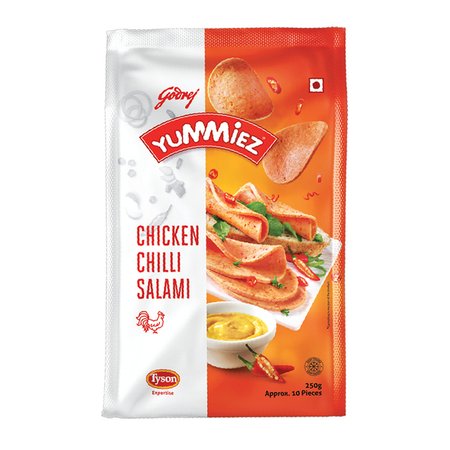 Godrej
YUMMIEZ
CHICKEN
CHILLI
SALAMI
Tyson
Expertise
250g
Approx. 10 Pieces